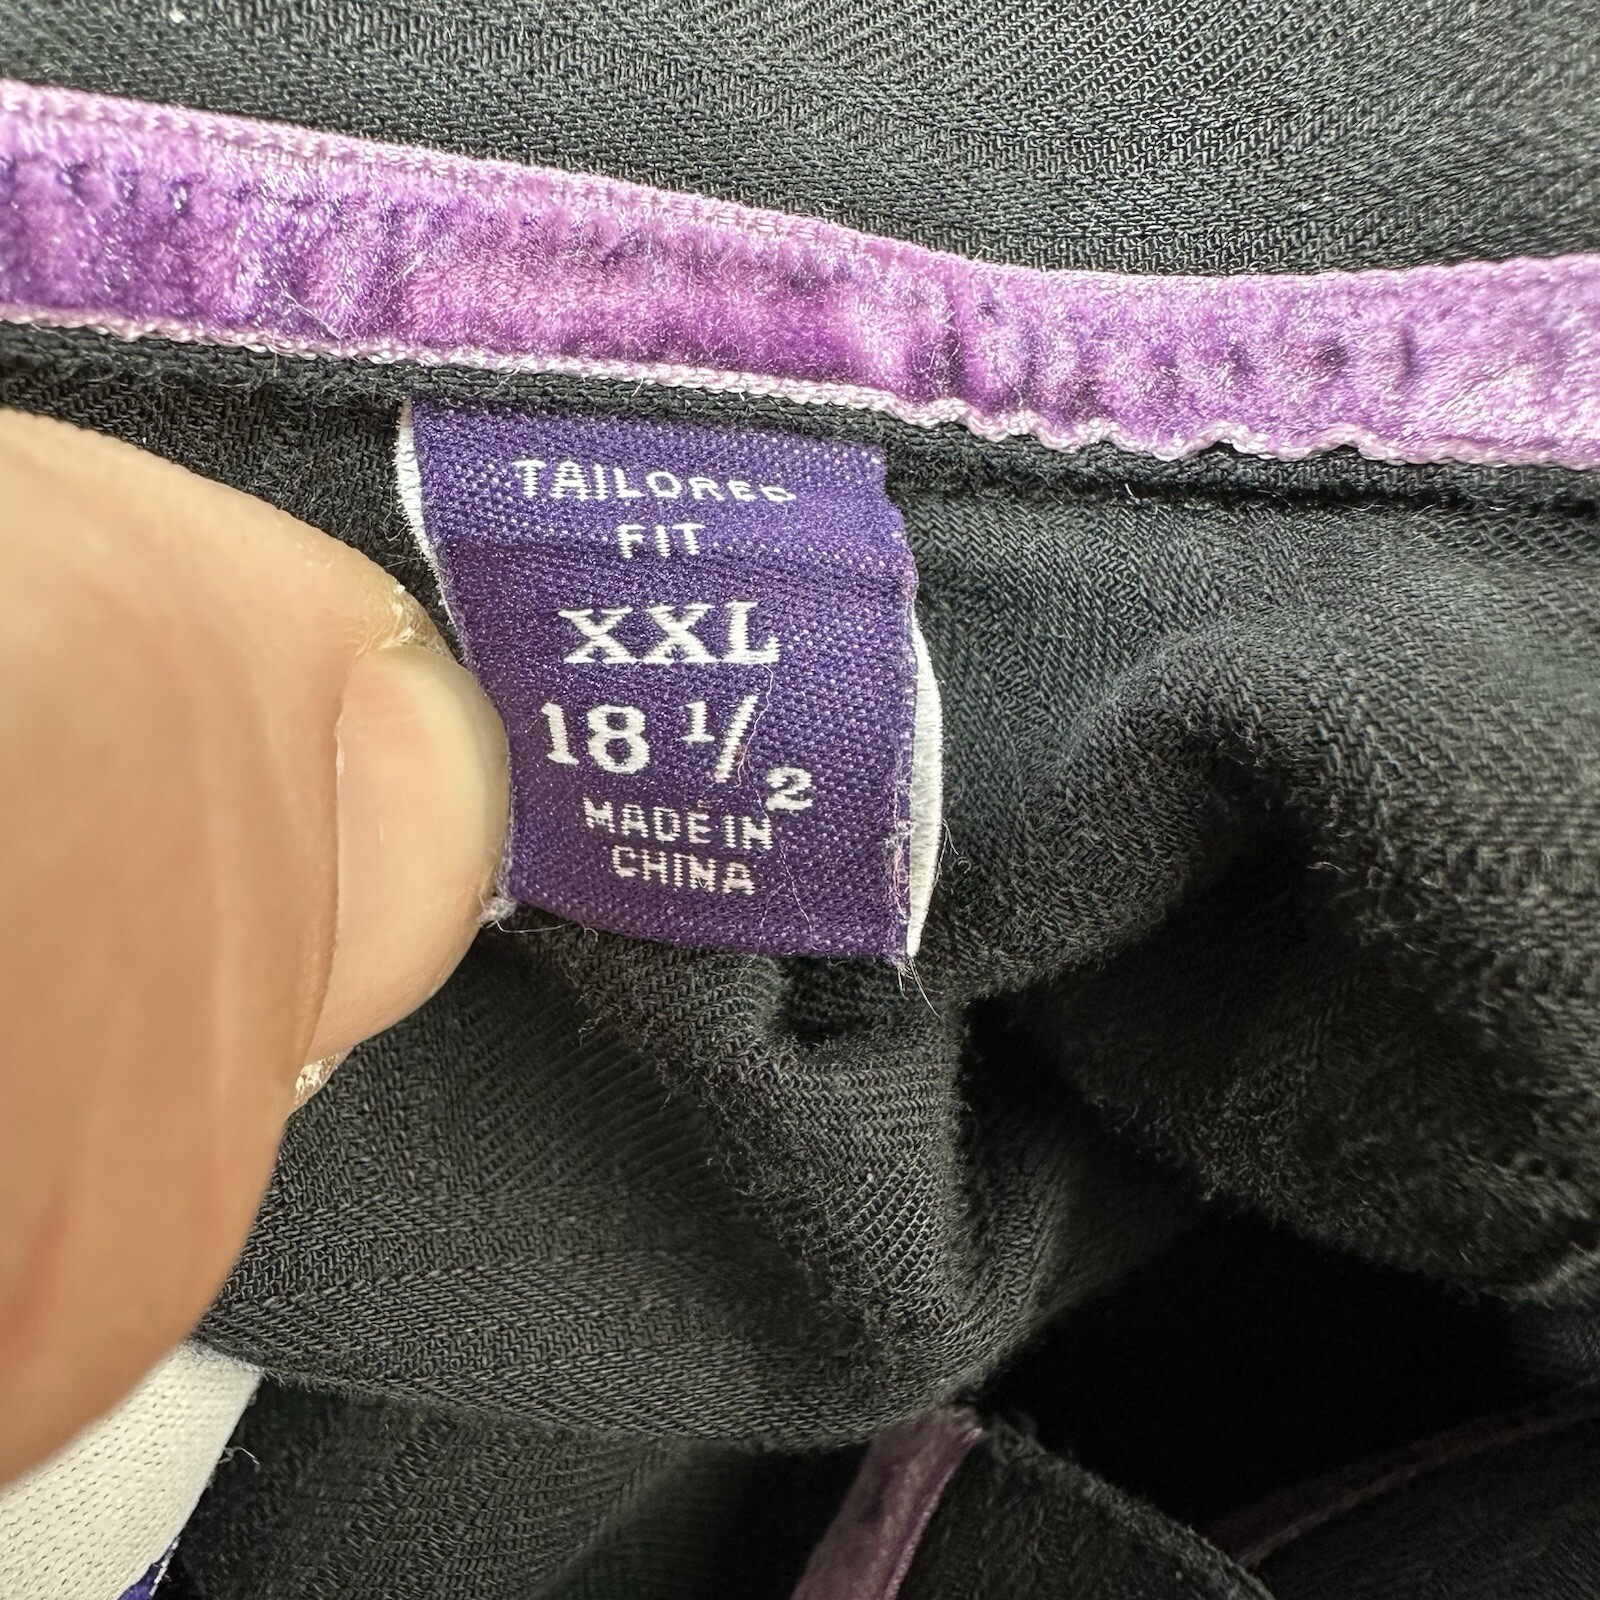 TAILORED
FIT
XXL
18 1/2
MADE IN
CHINA